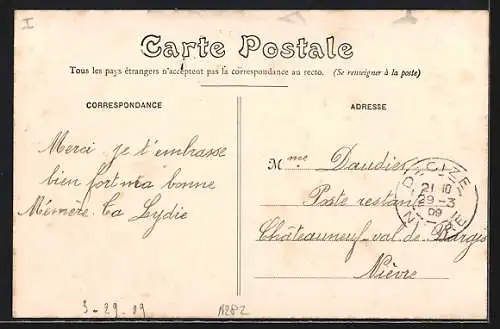 I
Carte Postale
Tous les pays étrangers n'acceptent pas la correspondance au recto. (Se renseigner à la poste)
CORRESPONDANCE
ADRESSE
Merci je t'embrasse
bien fort ma bonne
Mémère. Ta Lydie
Mme Daudier
Poste restante
Châteauneuf-val-de-Bargis
Nièvre
DECIZE
21 10
29-3
09
NIEVRE
3-29-09
1282